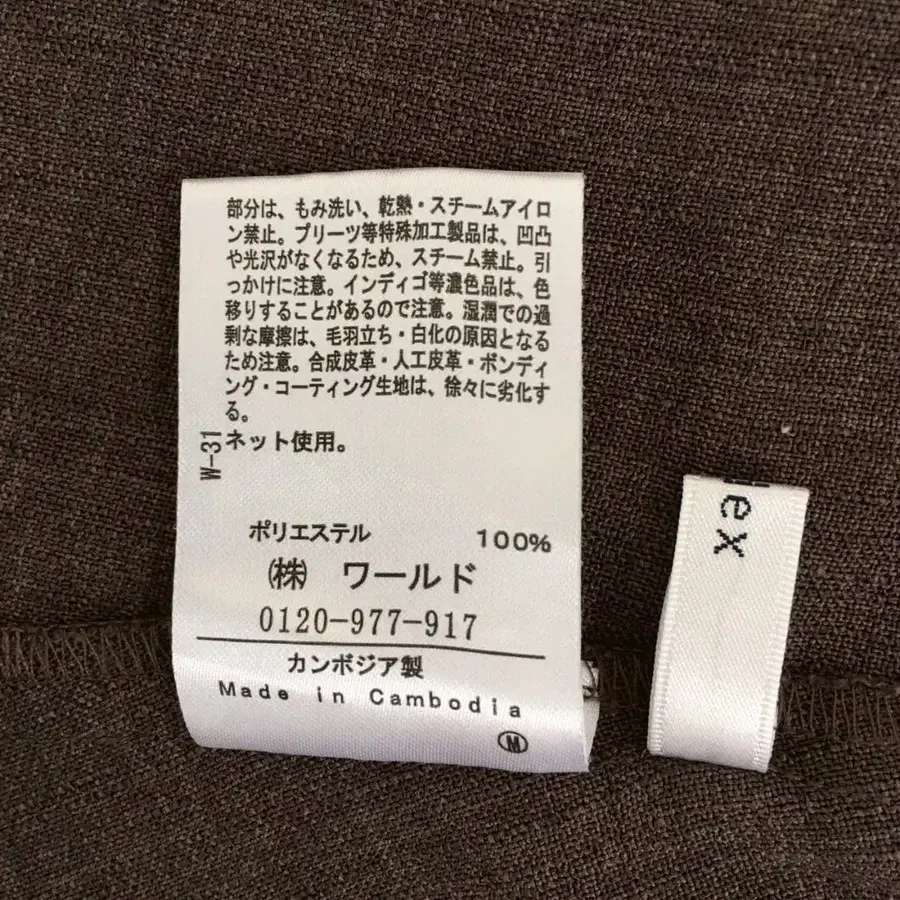 部分は、もみ洗い、乾熱・スチームアイロ
ン禁止。プリーツ等特殊加工製品は、凹凸
や光沢がなくなるため、スチーム禁止。引
っかけに注意。インディゴ等濃色品は、色
移りすることがあるので注意。湿潤での過
剰な摩擦は、毛羽立ち・白化の原因となる
ため注意。合成皮革・人工皮革・ボンディ
ング・コーティング生地は、徐々に劣化す
る。
ネット使用。
W-31
ポリエステル 100%
(株) ワールド
0120-977-917
カンボジア製
Made in Cambodia
M
ex